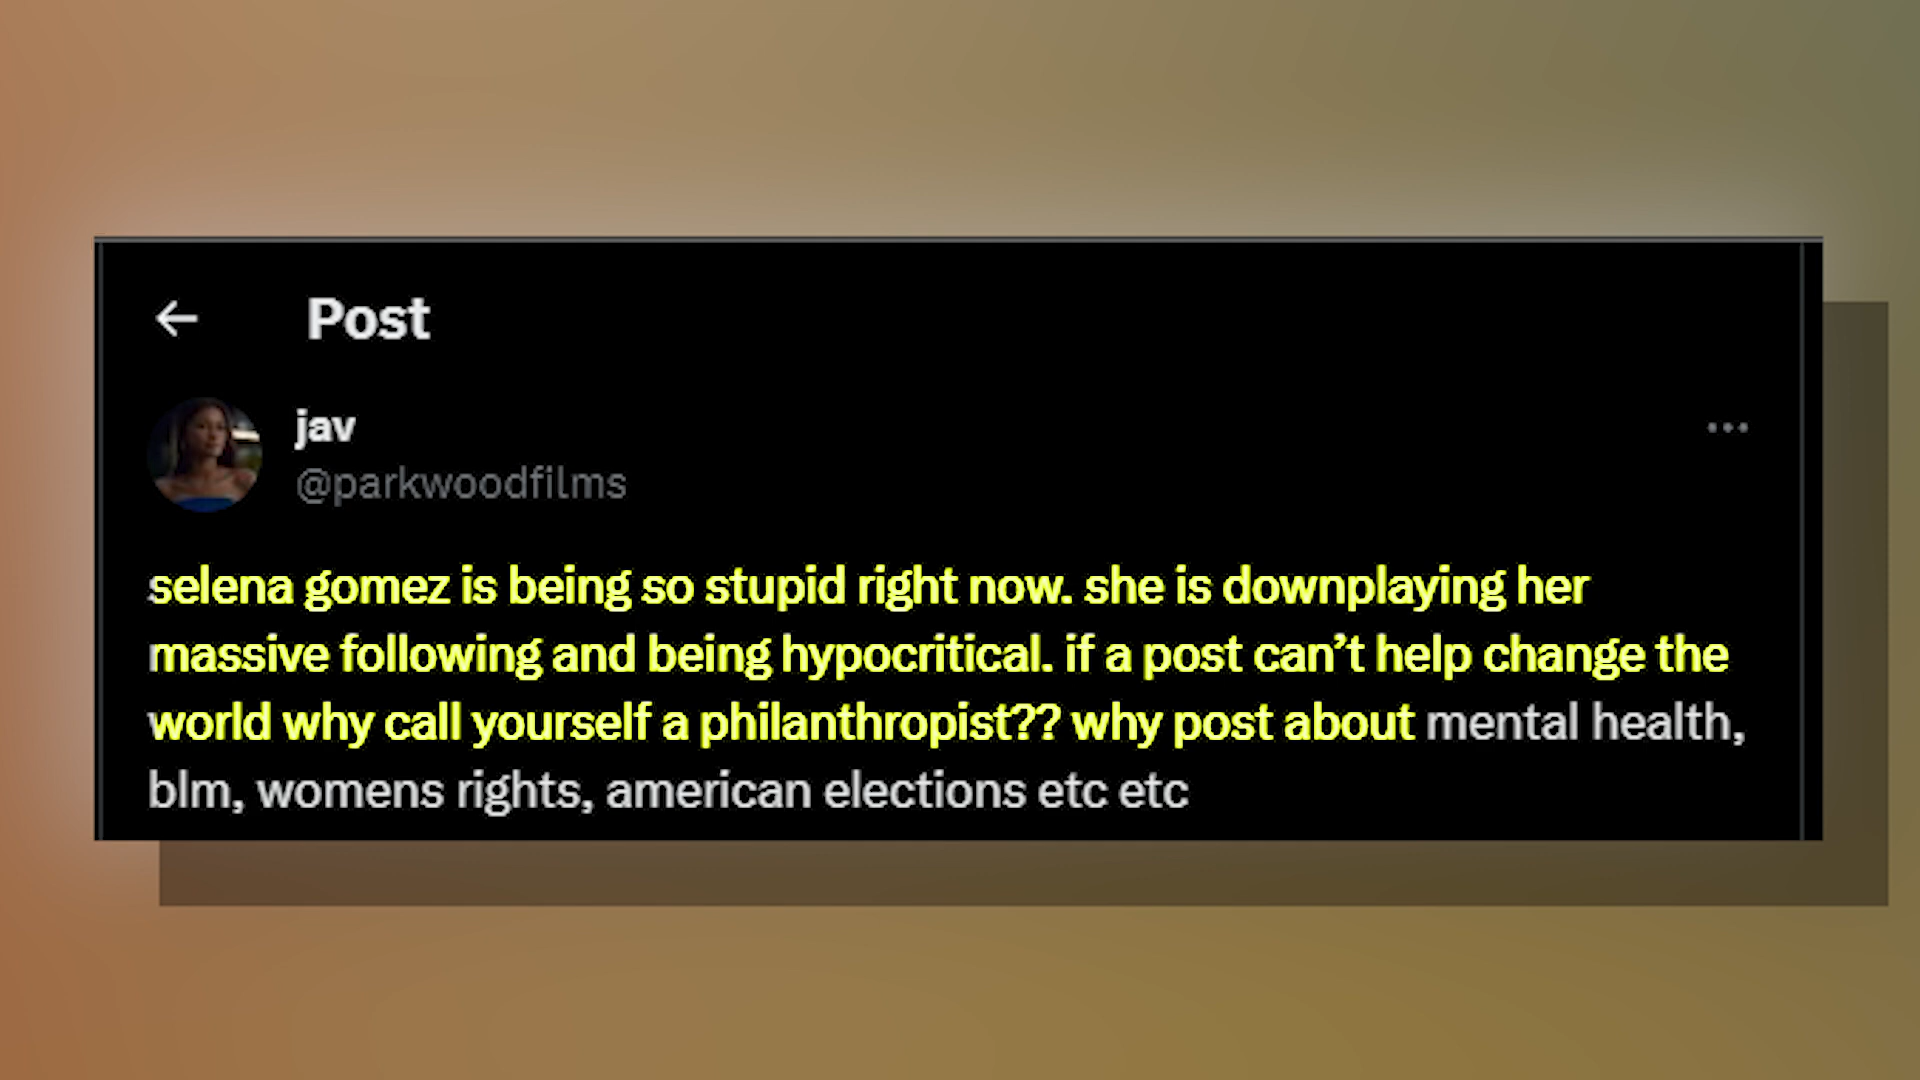 Post
jav
@parkwoodfilms
selena gomez is being so stupid right now. she is downplaying her
massive following and being hypocritical. if a post can’t help change the
world why call yourself a philanthropist?? why post about mental health,
blm, womens rights, american elections etc etc